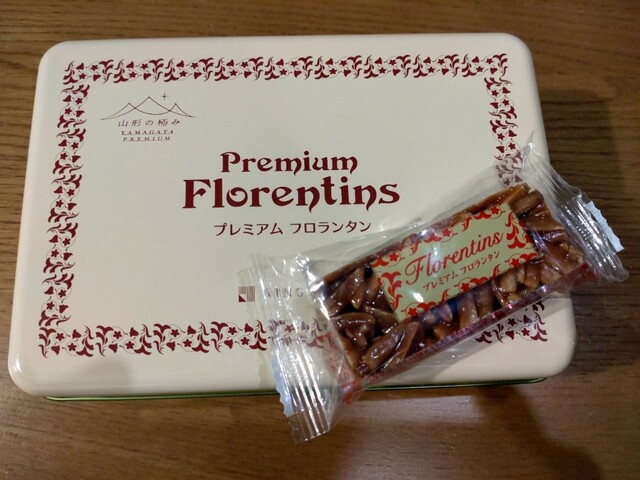 山形の極み
YAMAGATA
PREMIUM
Premium
Florentins
プレミアム フロランタン
Florentins
プレミアム フロランタン